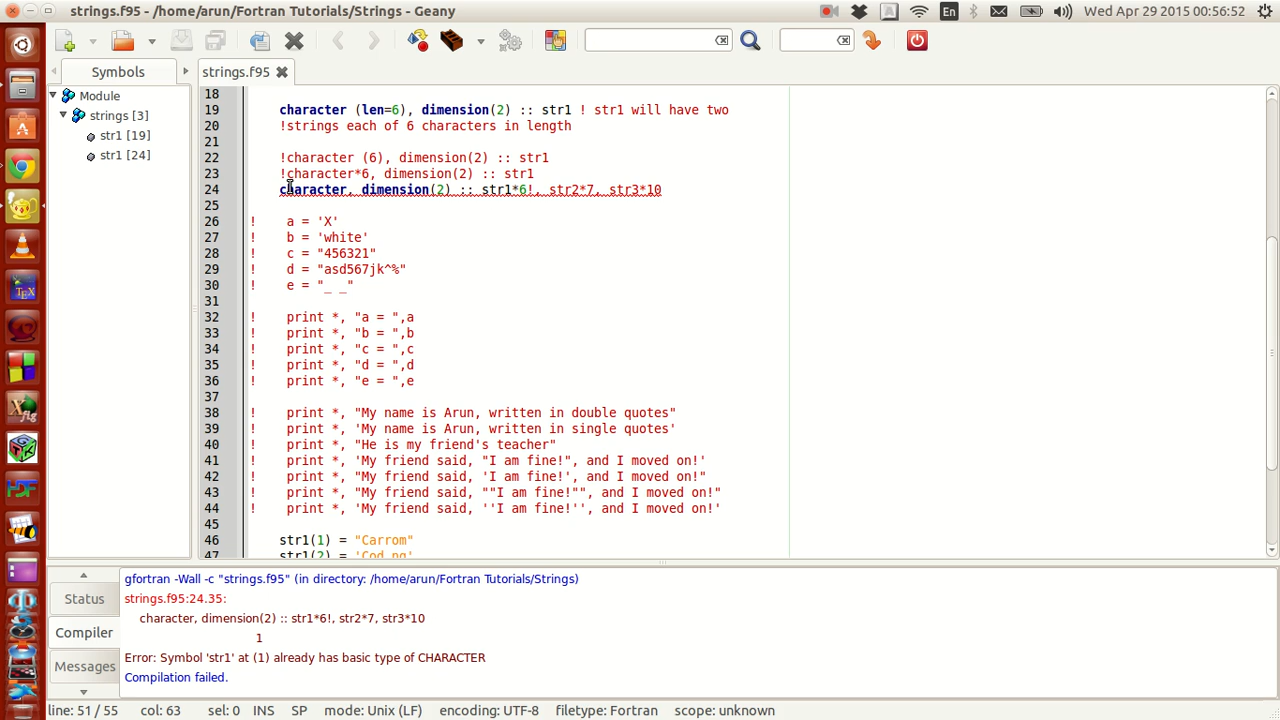 strings.f95 - /home/arun/Fortran Tutorials/Strings - Geany
En
Wed Apr 29 2015 00:56:52
Symbols
strings.f95
Module
strings [3]
str1 [19]
str1 [24]
18
19 character (len=6), dimension(2) :: str1 ! str1 will have two
20 !strings each of 6 characters in length
21
22 !character (6), dimension(2) :: str1
23 !character*6, dimension(2) :: str1
24 character, dimension(2) :: str1*6!, str2*7, str3*10
25
26 ! a = 'X'
27 ! b = 'white'
28 ! c = "456321"
29 ! d = "asd567jk^%"
30 ! e = "_ _"
31
32 ! print *, "a = ",a
33 ! print *, "b = ",b
34 ! print *, "c = ",c
35 ! print *, "d = ",d
36 ! print *, "e = ",e
37
38 ! print *, "My name is Arun, written in double quotes"
39 ! print *, 'My name is Arun, written in single quotes'
40 ! print *, "He is my friend's teacher"
41 ! print *, 'My friend said, "I am fine!", and I moved on!'
42 ! print *, "My friend said, 'I am fine!', and I moved on!"
43 ! print *, "My friend said, ""I am fine!"", and I moved on!"
44 ! print *, 'My friend said, ''I am fine!'', and I moved on!'
45
46 str1(1) = "Carrom"
47 str1(2) =
Status
Compiler
Messages
gfortran -Wall -c "strings.f95" (in directory: /home/arun/Fortran Tutorials/Strings)
strings.f95:24.35:
character, dimension(2) :: str1*6!, str2*7, str3*10
1
Error: Symbol 'str1' at (1) already has basic type of CHARACTER
Compilation failed.
line: 51 / 55 col: 63 sel: 0 INS SP mode: Unix (LF) encoding: UTF-8 filetype: Fortran scope: unknown